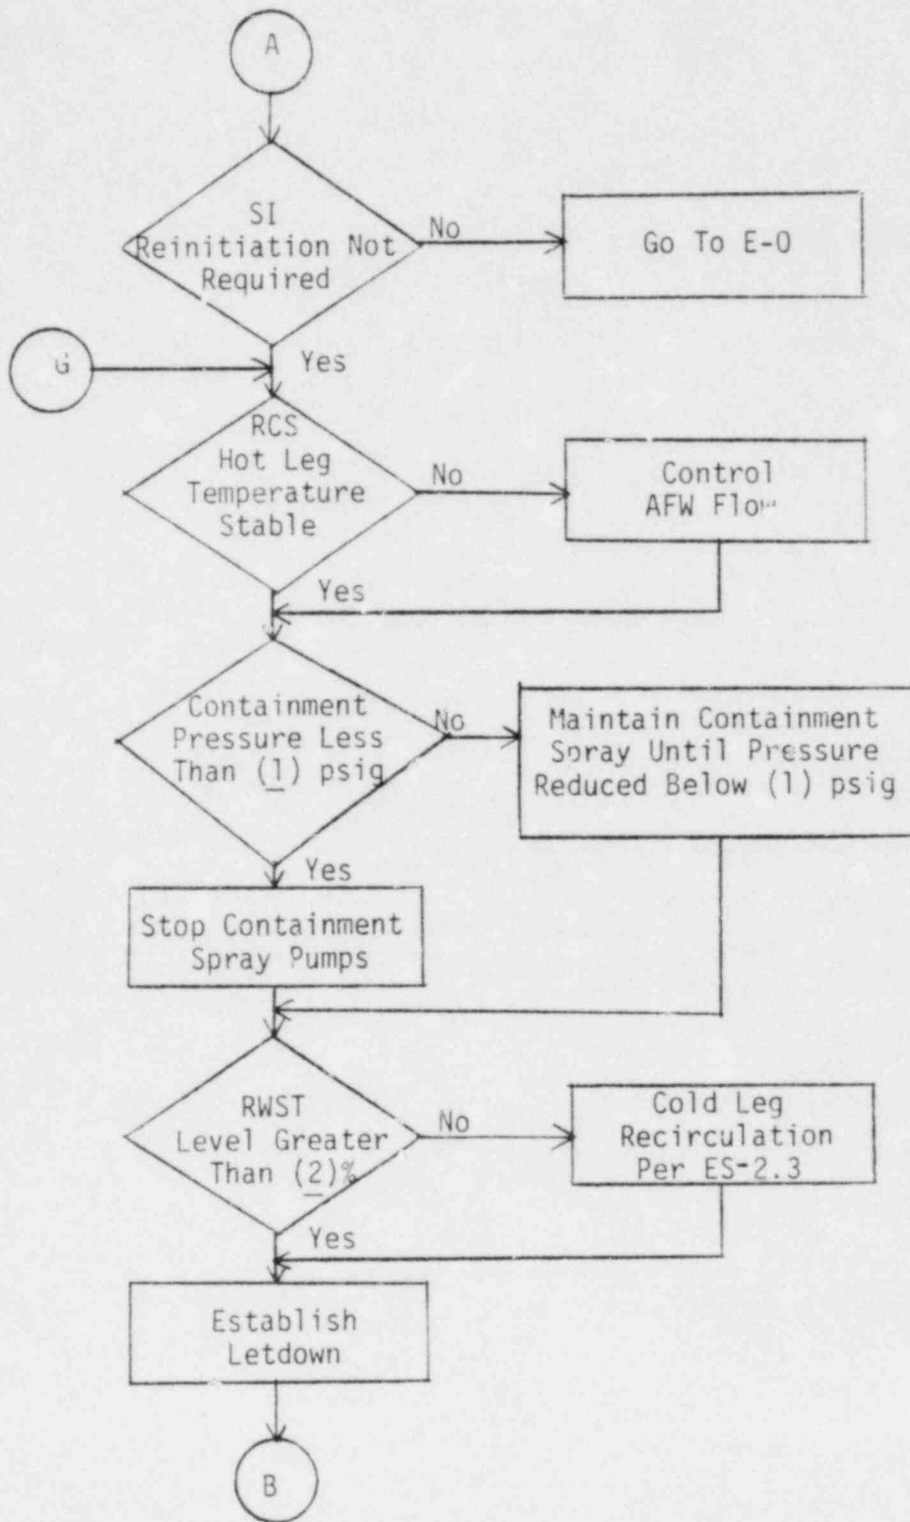 A
SI
Reinitiation Not
Required
No
Go To E-0
G
Yes
RCS
Hot Leg
Temperature
Stable
No
Control
AFW Flow
Yes
Containment
Pressure Less
Than (1) psig
No
Maintain Containment
Spray Until Pressure
Reduced Below (1) psig
Yes
Stop Containment
Spray Pumps
RWST
Level Greater
Than (2)%
No
Cold Leg
Recirculation
Per ES-2.3
Yes
Establish
Letdown
B